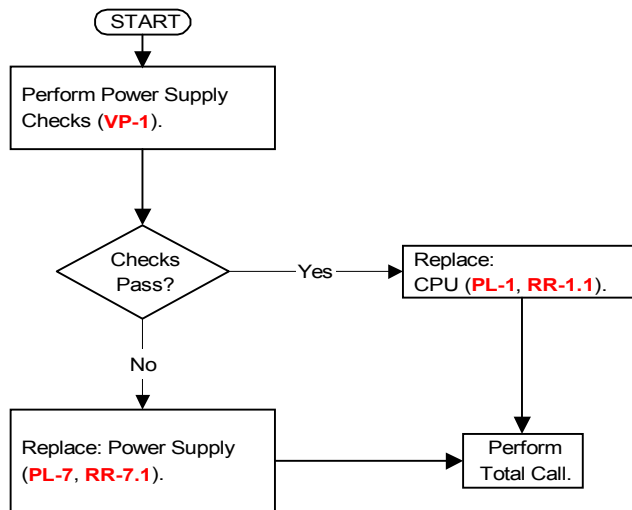 START
Perform Power Supply
Checks (VP-1).
Checks
Pass?
Yes
Replace:
CPU (PL-1, RR-1.1).
No
Replace: Power Supply
(PL-7, RR-7.1).
Perform
Total Call.